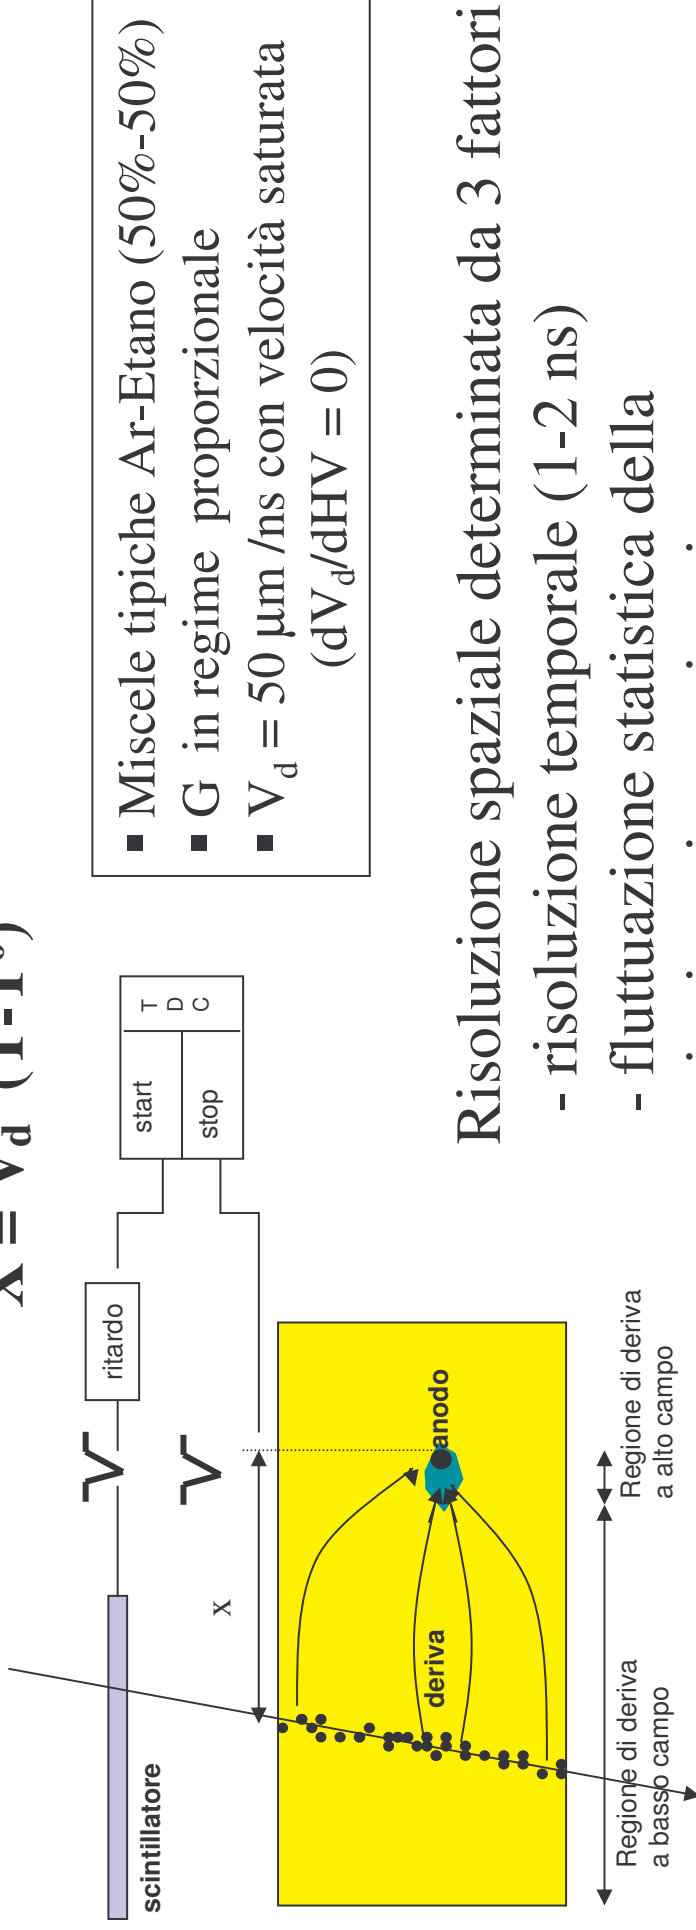 X = V_d (T-T°)
scintillatore
ritardo
start
stop
T
D
C
x
deriva
anodo
Regione di deriva
a basso campo
Regione di deriva
a alto campo
▪ Miscele tipiche Ar-Etano (50%-50%)
▪ G in regime proporzionale
▪ V_d = 50 μm /ns con velocità saturata
(dV_d/dHV = 0)
Risoluzione spaziale determinata da 3 fattori
- risoluzione temporale (1-2 ns)
- fluttuazione statistica della